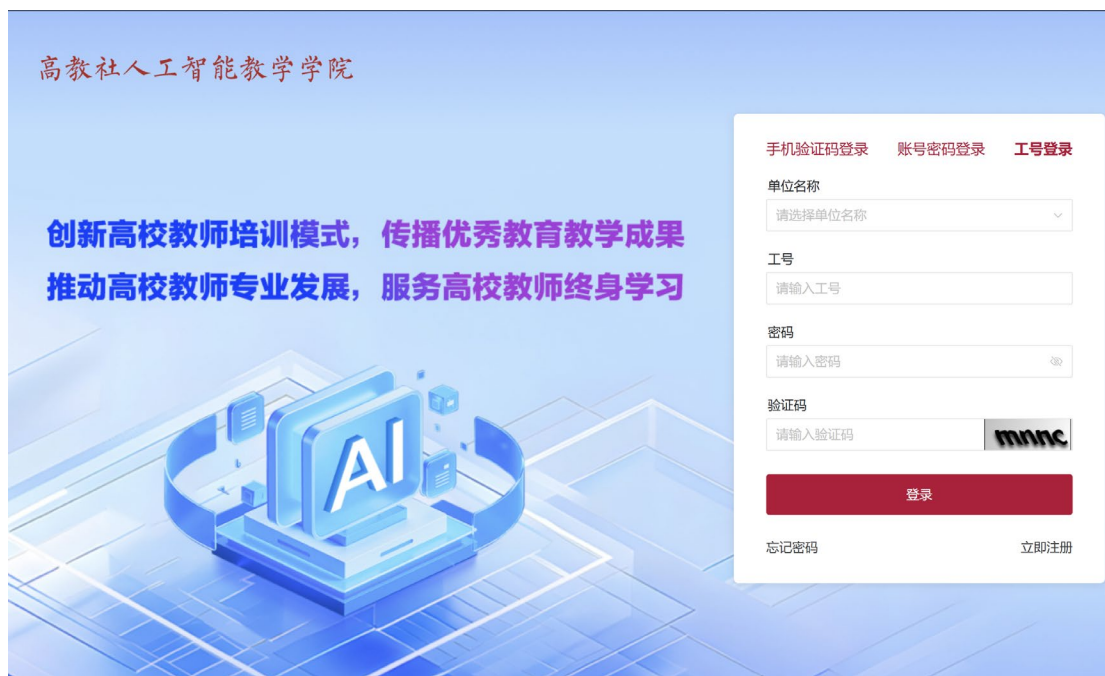 高教社人工智能教学学院
创新高校教师培训模式，传播优秀教育教学成果
推动高校教师专业发展，服务高校教师终身学习
AI
手机验证码登录 账号密码登录 工号登录
单位名称
请选择单位名称
工号
请输入工号
密码
请输入密码
验证码
请输入验证码 mnnc
登录
忘记密码 立即注册